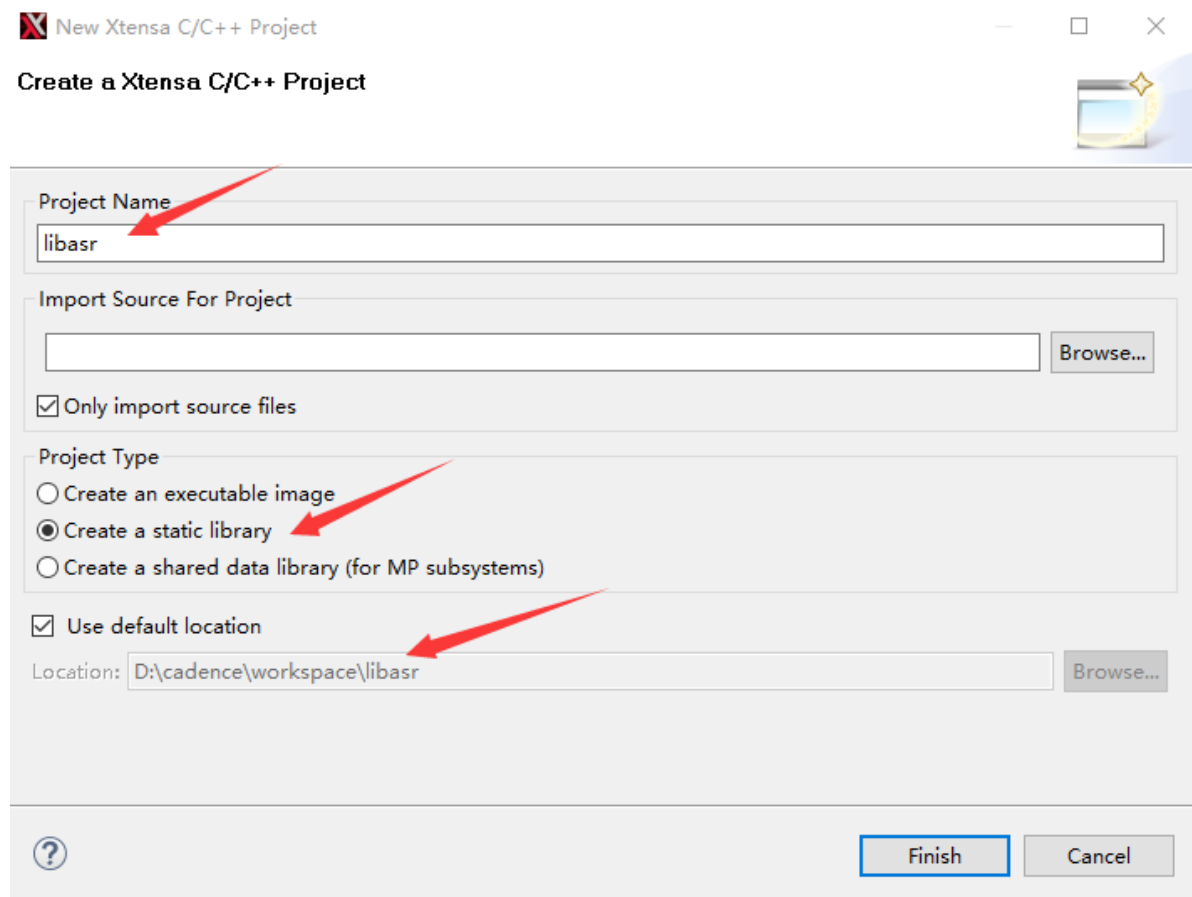 New Xtensa C/C++ Project
Create a Xtensa C/C++ Project
Project Name
libasr
Import Source For Project
Browse...
Only import source files
Project Type
Create an executable image
Create a static library
Create a shared data library (for MP subsystems)
Use default location
Location: D:\cadence\workspace\libasr Browse...
? Finish Cancel